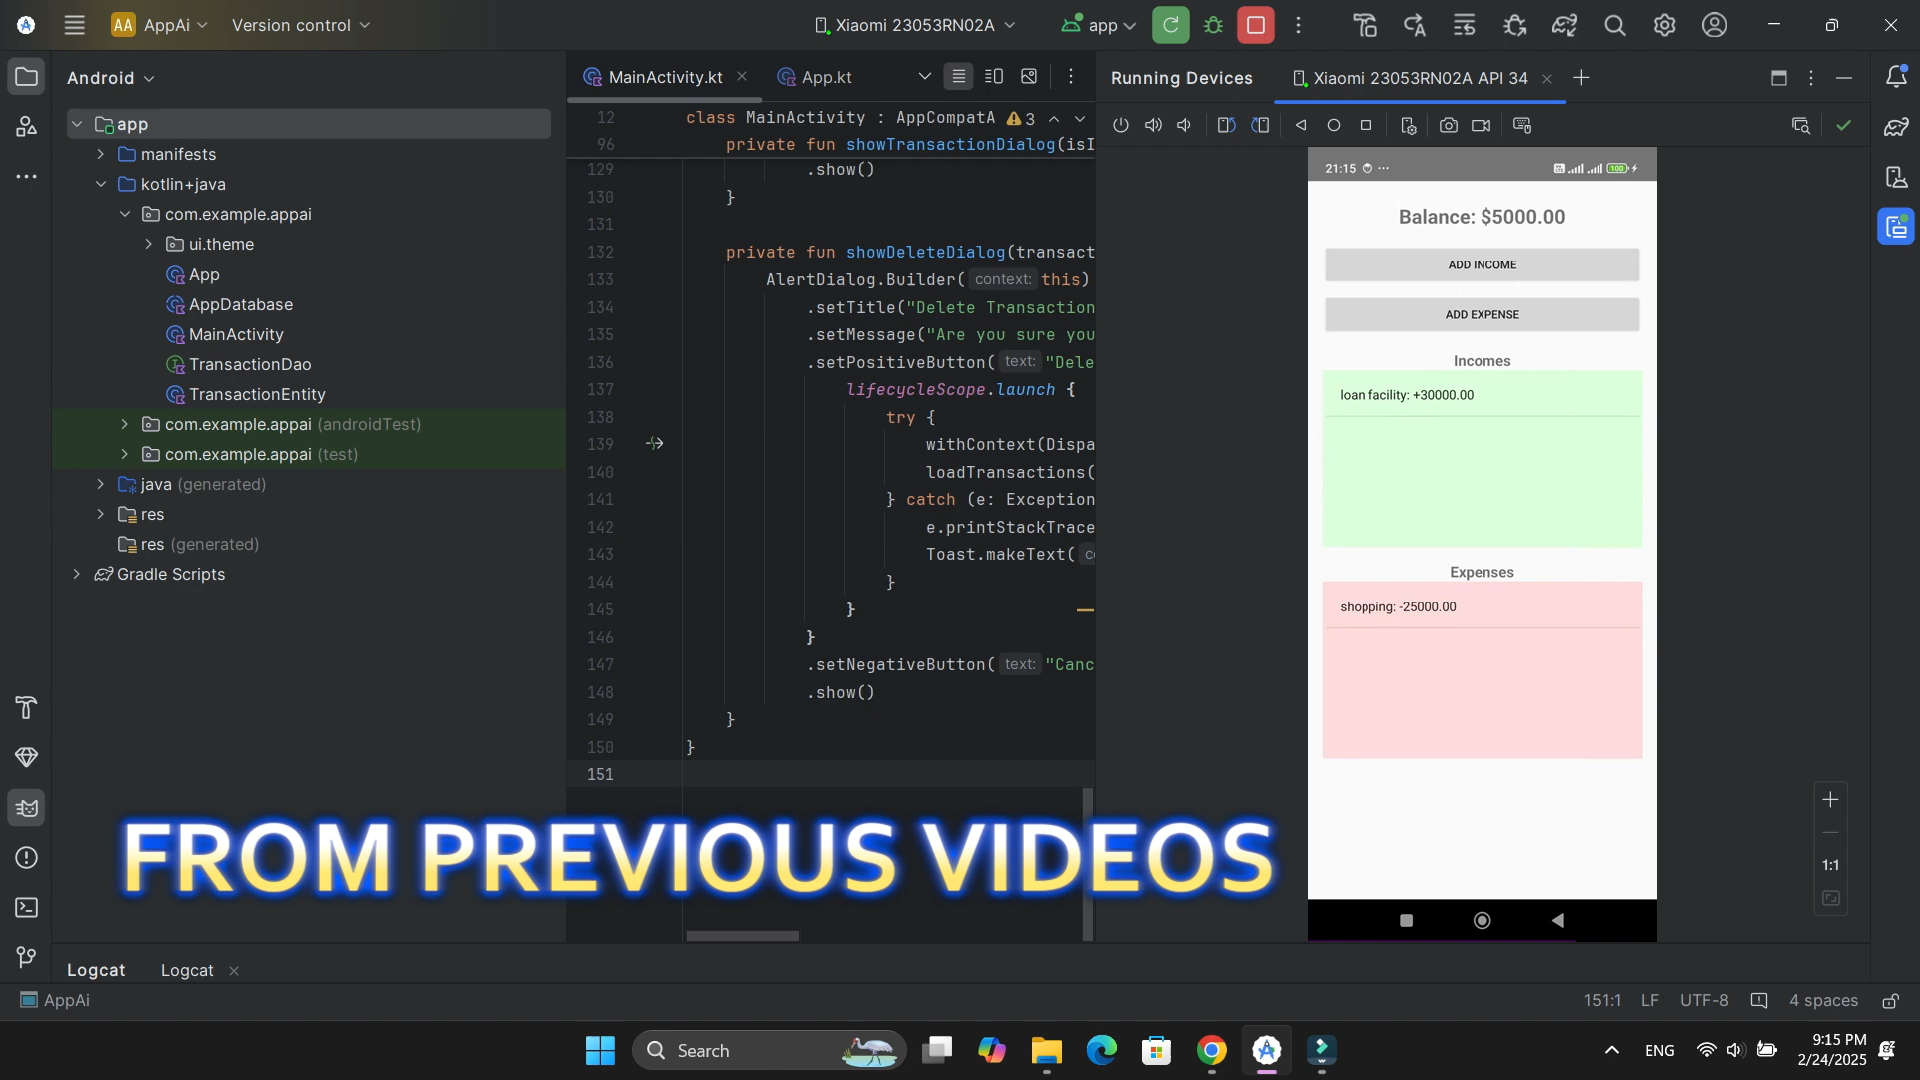 AA AppAi
Version control
Xiaomi 23053RN02A
app
Android
MainActivity.kt
App.kt
Running Devices
Xiaomi 23053RN02A API 34
app
manifests
kotlin+java
com.example.appai
ui.theme
App
AppDatabase
MainActivity
TransactionDao
TransactionEntity
com.example.appai (androidTest)
com.example.appai (test)
java (generated)
res
res (generated)
Gradle Scripts
12 class MainActivity : AppCompatA
3
96 private fun showTransactionDialog(isI
129 .show()
130 }
131
132 private fun showDeleteDialog(transact
133 AlertDialog.Builder( context: this)
134 .setTitle("Delete Transaction
135 .setMessage("Are you sure you
136 .setPositiveButton( text: "Dele
137 lifecycleScope.launch {
138 try {
139 withContext(Dispa
140 loadTransactions(
141 } catch (e: Exception
142 e.printStackTrace
143 Toast.makeText( co
144 }
145 }
146 }
147 .setNegativeButton( text: "Canc
148 .show()
149 }
150 }
151
21:15
100
Balance: $5000.00
ADD INCOME
ADD EXPENSE
Incomes
loan facility: +30000.00
Expenses
shopping: -25000.00
1:1
FROM PREVIOUS VIDEOS
Logcat
Logcat
AppAi
151:1
LF
UTF-8
4 spaces
Search
ENG
9:15 PM
2/24/2025